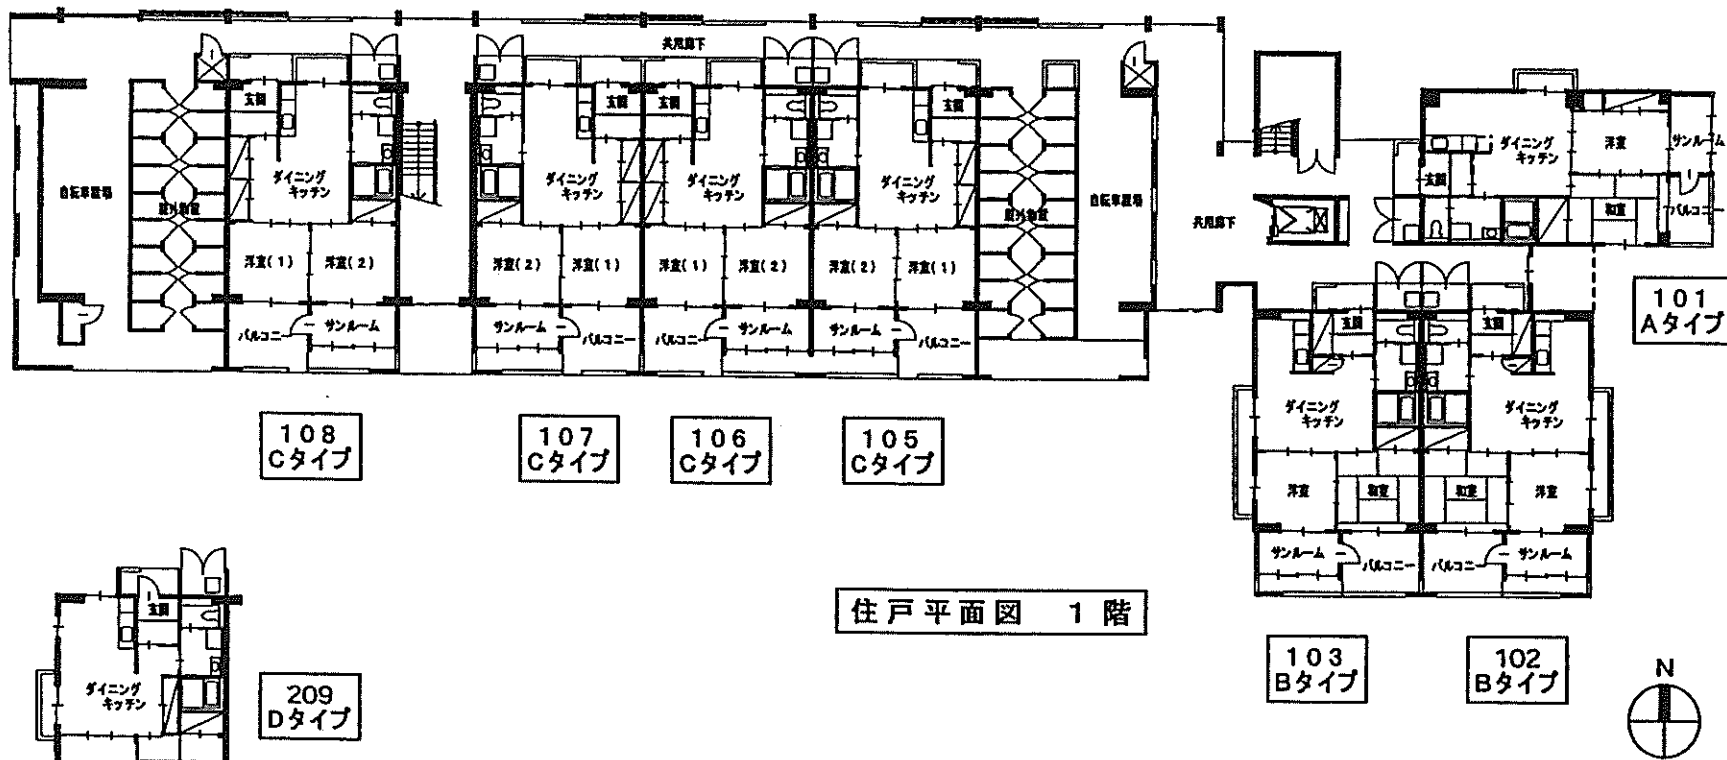 共用廊下
玄関
玄関
玄関
玄関
自転車置場
屋外物置
ダイニング
キッチン
ダイニング
キッチン
ダイニング
キッチン
ダイニング
キッチン
屋外物置
自転車置場
洋室(1)
洋室(2)
洋室(2)
洋室(1)
洋室(1)
洋室(2)
洋室(2)
洋室(1)
バルコニー
サンルーム
サンルーム
バルコニー
バルコニー
サンルーム
サンルーム
バルコニー
共用廊下
玄関
ダイニング
キッチン
洋室
サンルーム
和室
バルコニー
101
Aタイプ
玄関
玄関
ダイニング
キッチン
ダイニング
キッチン
洋室
和室
和室
洋室
サンルーム
バルコニー
バルコニー
サンルーム
108
Cタイプ
107
Cタイプ
106
Cタイプ
105
Cタイプ
玄関
ダイニング
キッチン
209
Dタイプ
住戸平面図 1階
103
Bタイプ
102
Bタイプ
N